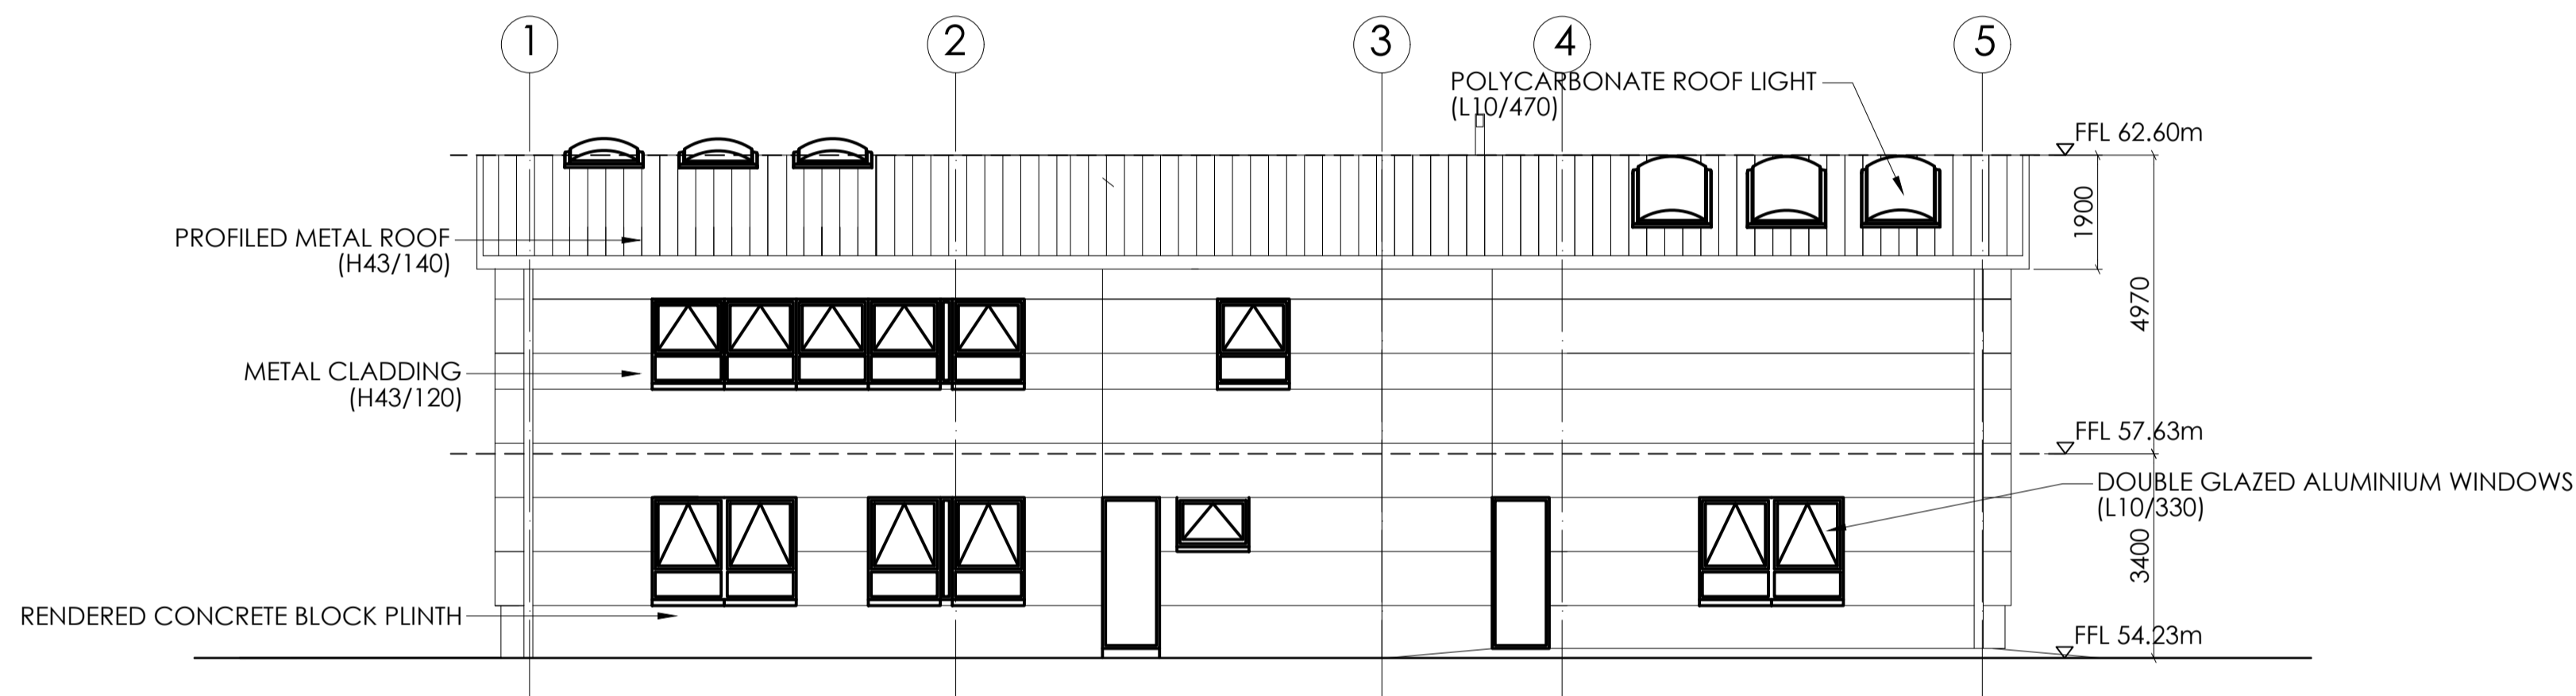 1
2
3
4
5
POLYCARBONATE ROOF LIGHT
(L10/470)
FFL 62.60m
1900
PROFILED METAL ROOF
(H43/140)
4970
METAL CLADDING
(H43/120)
FFL 57.63m
DOUBLE GLAZED ALUMINIUM WINDOWS
(L10/330)
3400
RENDERED CONCRETE BLOCK PLINTH
FFL 54.23m